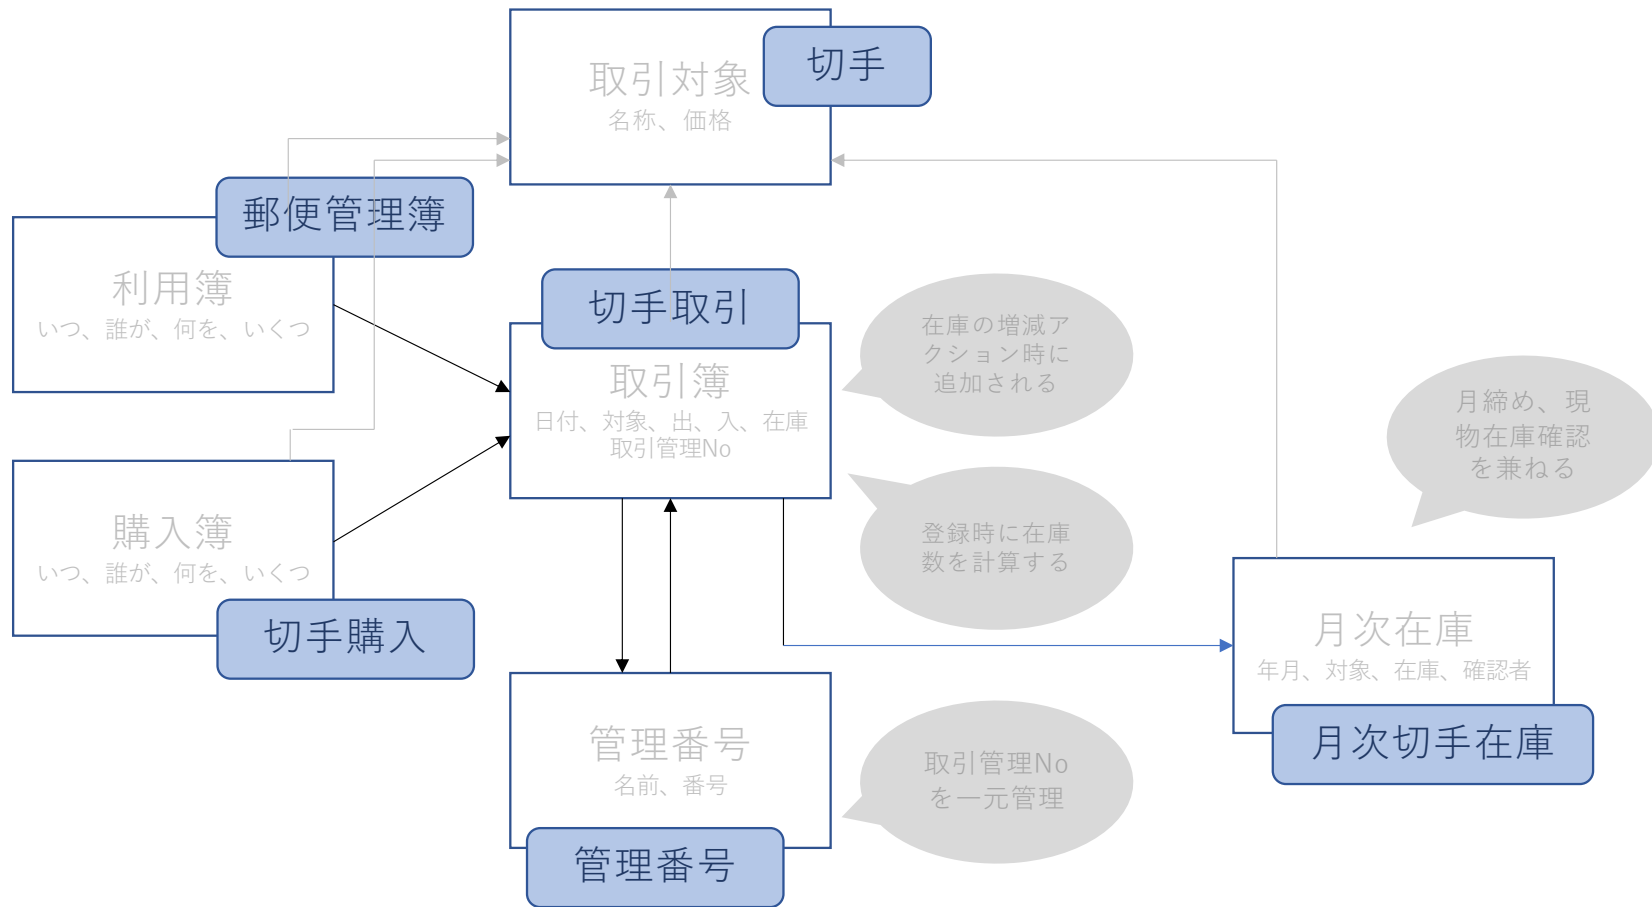 取引対象
名称、価格
切手
郵便管理簿
利用簿
いつ、誰が、何を、いくつ
切手取引
取引簿
日付、対象、出、入、在庫
取引管理No
在庫の増減ア
クション時に
追加される
月締め、現
物在庫確認
を兼ねる
購入簿
いつ、誰が、何を、いくつ
切手購入
登録時に在庫
数を計算する
月次在庫
年月、対象、在庫、確認者
月次切手在庫
管理番号
名前、番号
管理番号
取引管理No
を一元管理